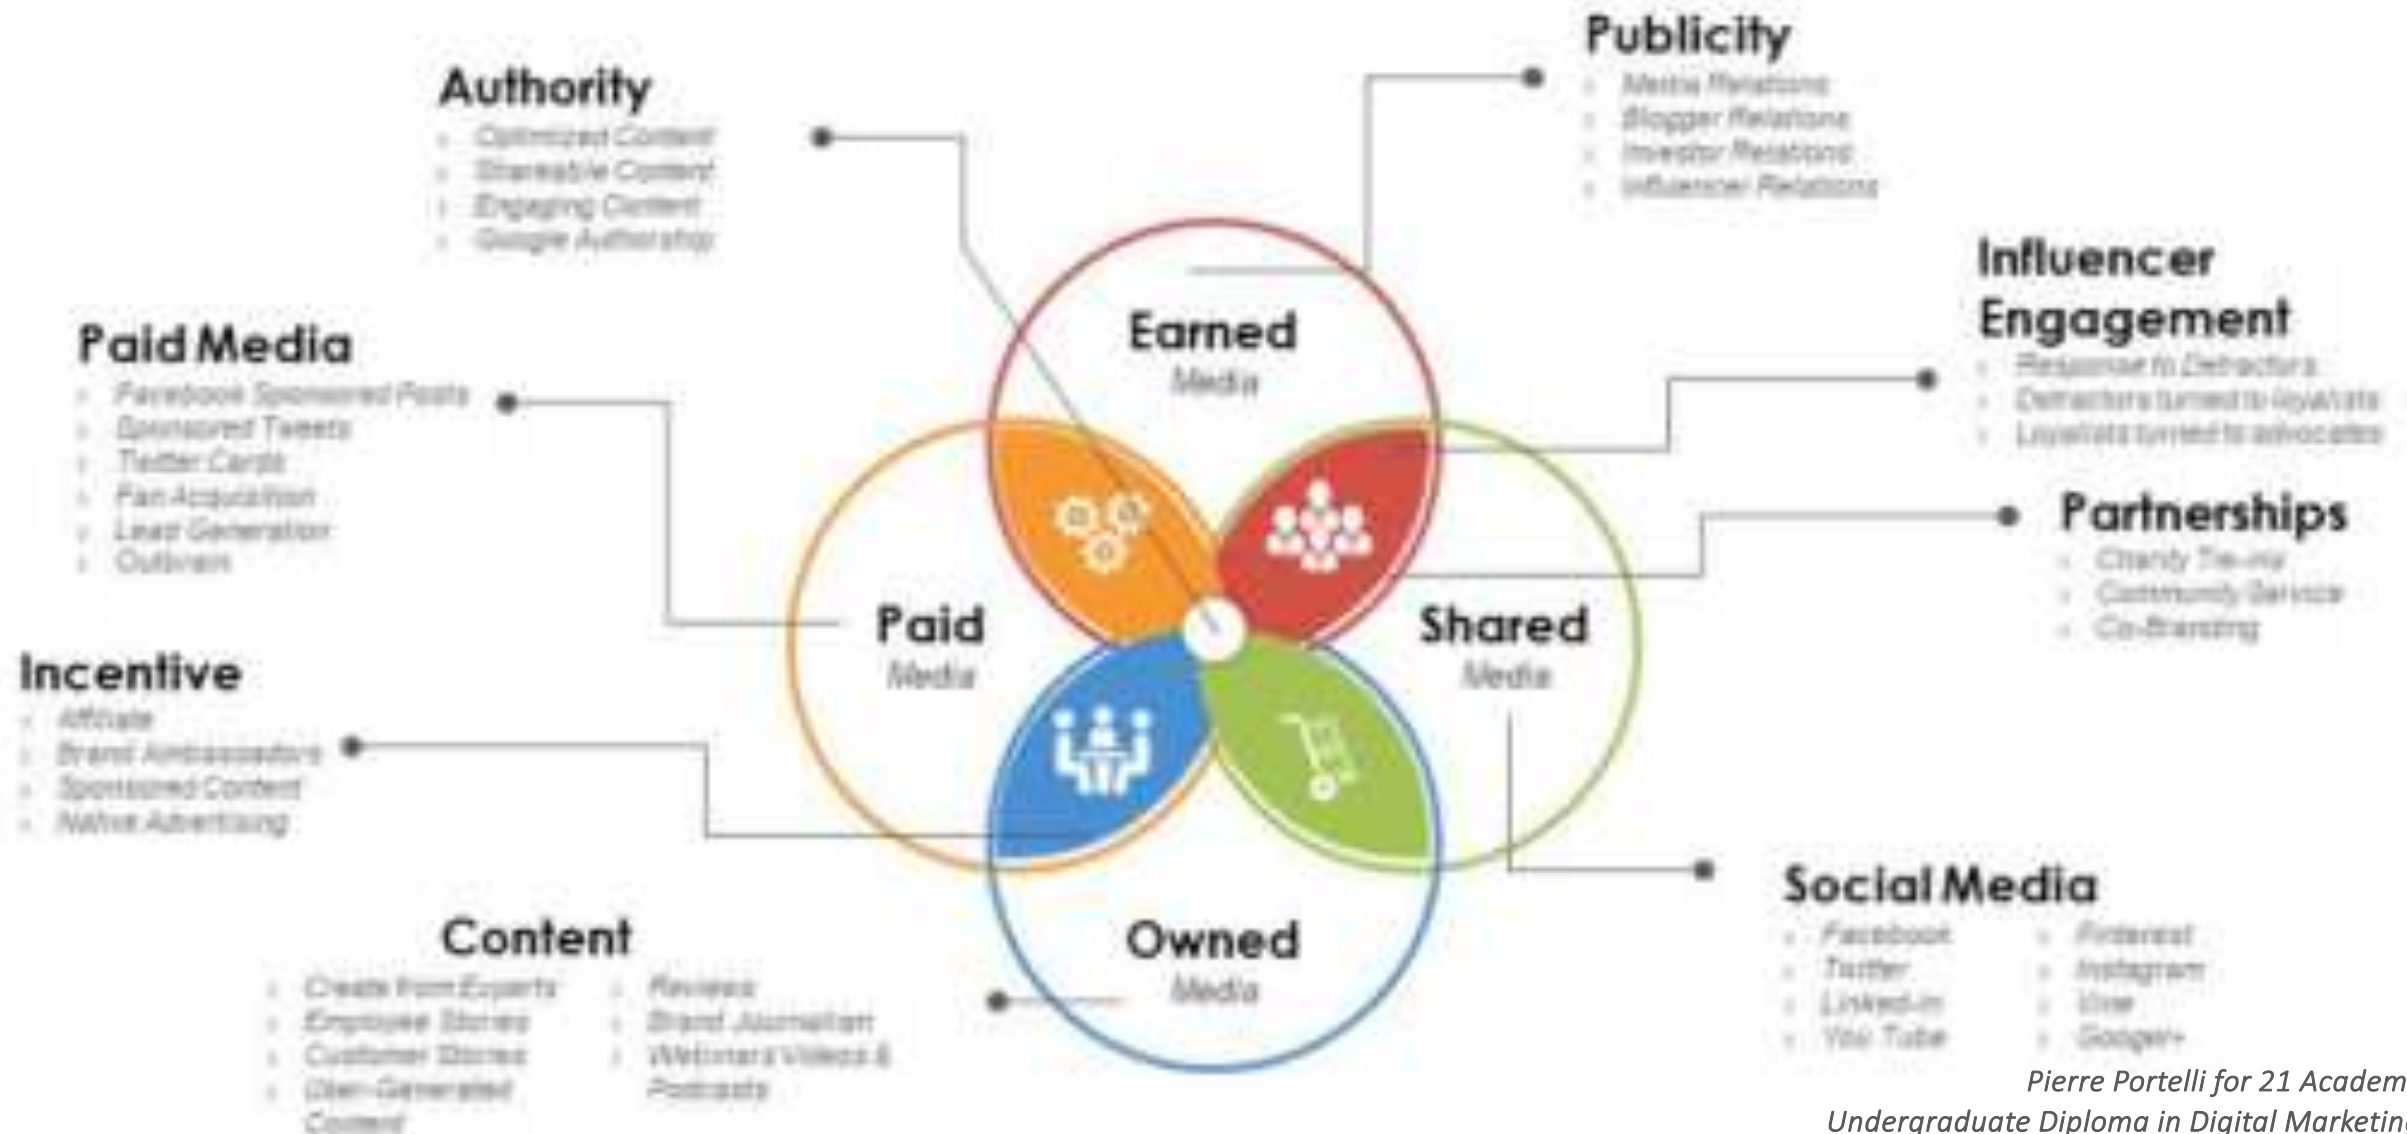 Authority
Optimized Content
Shareable Content
Engaging Content
Google Authorship
Publicity
Media Relations
Blogger Relations
Investor Relations
Influencer Relations
Influencer
Engagement
Response to Detractors
Detractors turned to loyalists
Loyalists turned to advocates
Paid Media
Facebook Sponsored Posts
Sponsored Tweets
Twitter Cards
Fan Acquisition
Lead Generation
Outbrain
Earned
Media
Partnerships
Charity Tie-ins
Community Service
Co-Branding
Paid
Media
Shared
Media
Incentive
Affiliate
Brand Ambassadors
Sponsored Content
Native Advertising
Owned
Media
Content
Create from Experts
Employee Stories
Customer Stories
User-Generated
Content
Reviews
Brand Journalism
Webinars Videos &
Podcasts
Social Media
Facebook
Twitter
Linked-in
You Tube
Pinterest
Instagram
Vine
Pierre Portelli for 21 Academ
Undergraduate Diploma in Digital Marketin